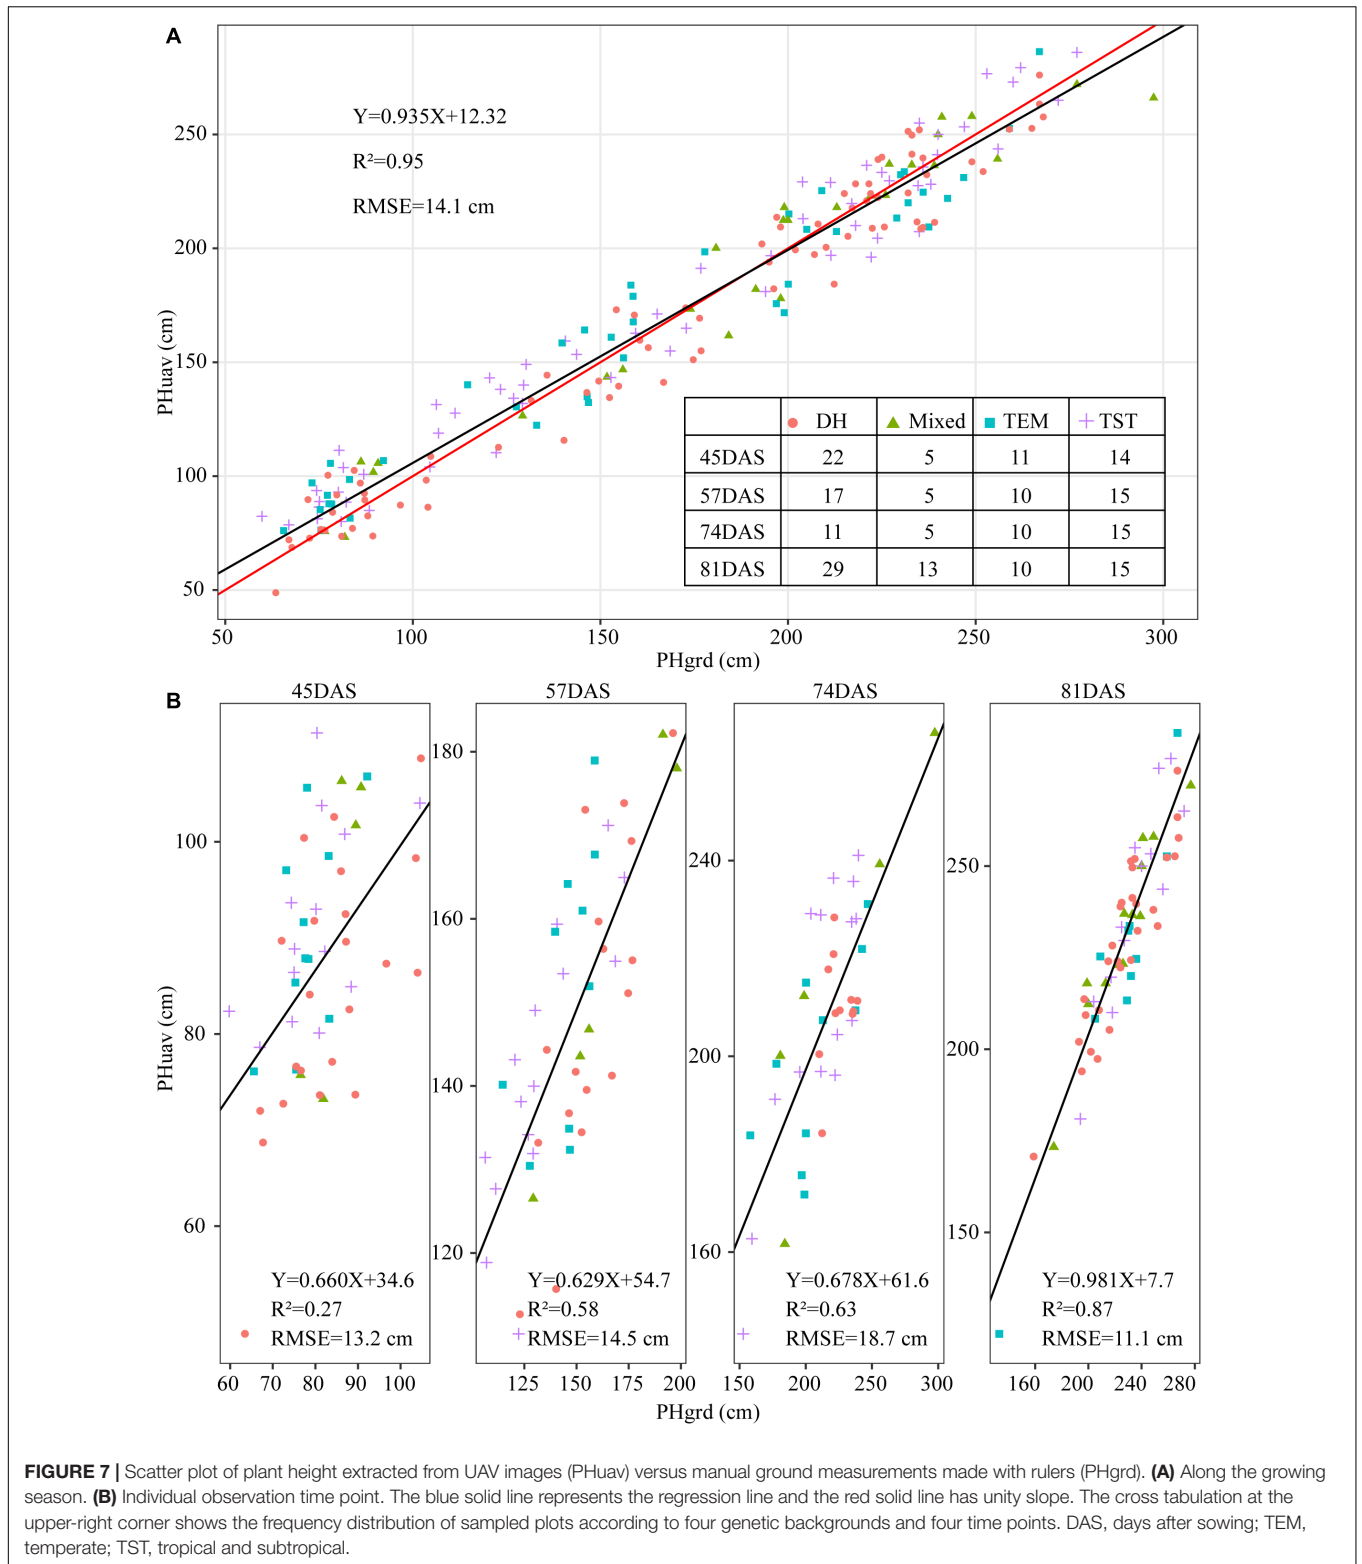 A
Y=0.935X+12.32
R²=0.95
RMSE=14.1 cm
250
200
150
100
50
PHuav (cm)
DH Mixed TEM TST
45DAS 22 5 11 14
57DAS 17 5 10 15
74DAS 11 5 10 15
81DAS 29 13 10 15
50 100 150 200 250 300
PHgrd (cm)
B
45DAS 57DAS 74DAS 81DAS
PHuav (cm)
100
80
60
Y=0.660X+34.6
R²=0.27
RMSE=13.2 cm
60 70 80 90 100
180
160
140
120
Y=0.629X+54.7
R²=0.58
RMSE=14.5 cm
125 150 175 200
240
200
160
Y=0.678X+61.6
R²=0.63
RMSE=18.7 cm
150 200 250 300
250
200
150
Y=0.981X+7.7
R²=0.87
RMSE=11.1 cm
160 200 240 280
PHgrd (cm)
FIGURE 7 | Scatter plot of plant height extracted from UAV images (PHuav) versus manual ground measurements made with rulers (PHgrd). (A) Along the growing
season. (B) Individual observation time point. The blue solid line represents the regression line and the red solid line has unity slope. The cross tabulation at the
upper-right corner shows the frequency distribution of sampled plots according to four genetic backgrounds and four time points. DAS, days after sowing; TEM,
temperate; TST, tropical and subtropical.